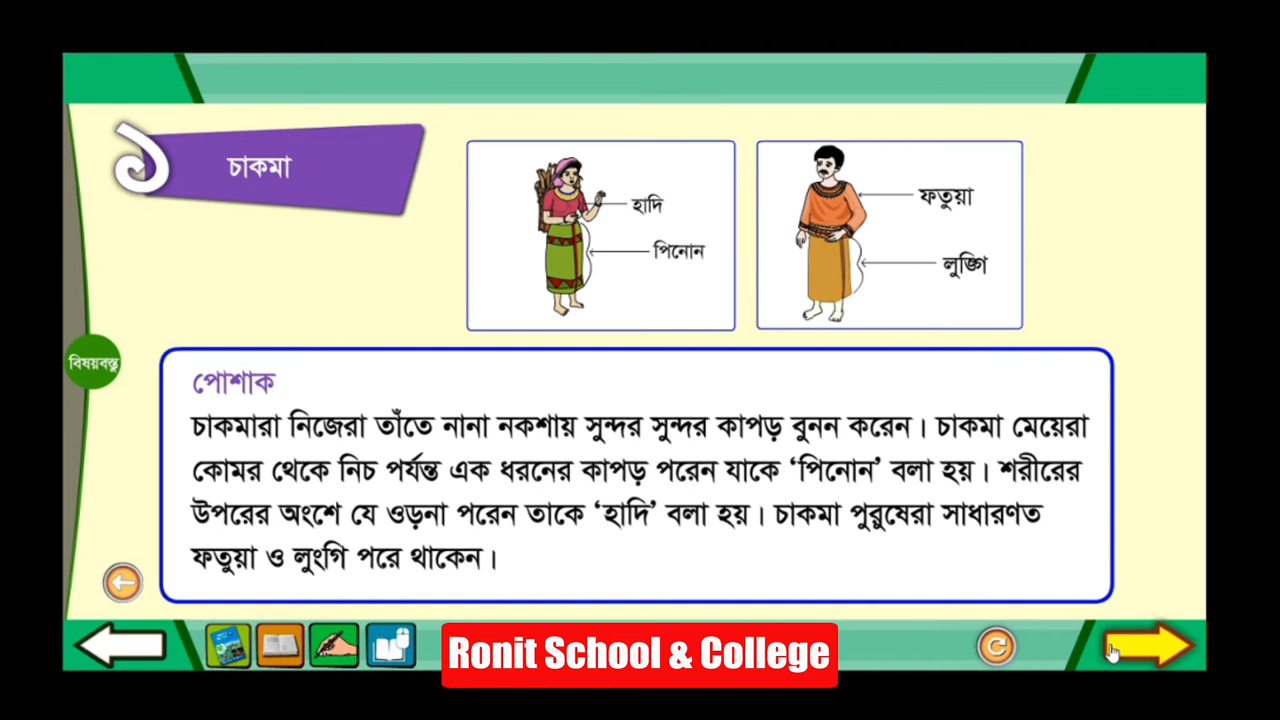 ১
চাকমা
হাদি
পিনোন
ফতুয়া
লুঙ্গি
বিষয়বস্তু
পোশাক
চাকমারা নিজেরা তাঁতে নানা নকশায় সুন্দর সুন্দর কাপড় বুনন করেন। চাকমা মেয়েরা
কোমর থেকে নিচ পর্যন্ত এক ধরনের কাপড় পরেন যাকে ‘পিনোন’ বলা হয়। শরীরের
উপরের অংশে যে ওড়না পরেন তাকে ‘হাদি’ বলা হয়। চাকমা পুরুষেরা সাধারণত
ফতুয়া ও লুংগি পরে থাকেন।
Ronit School & College